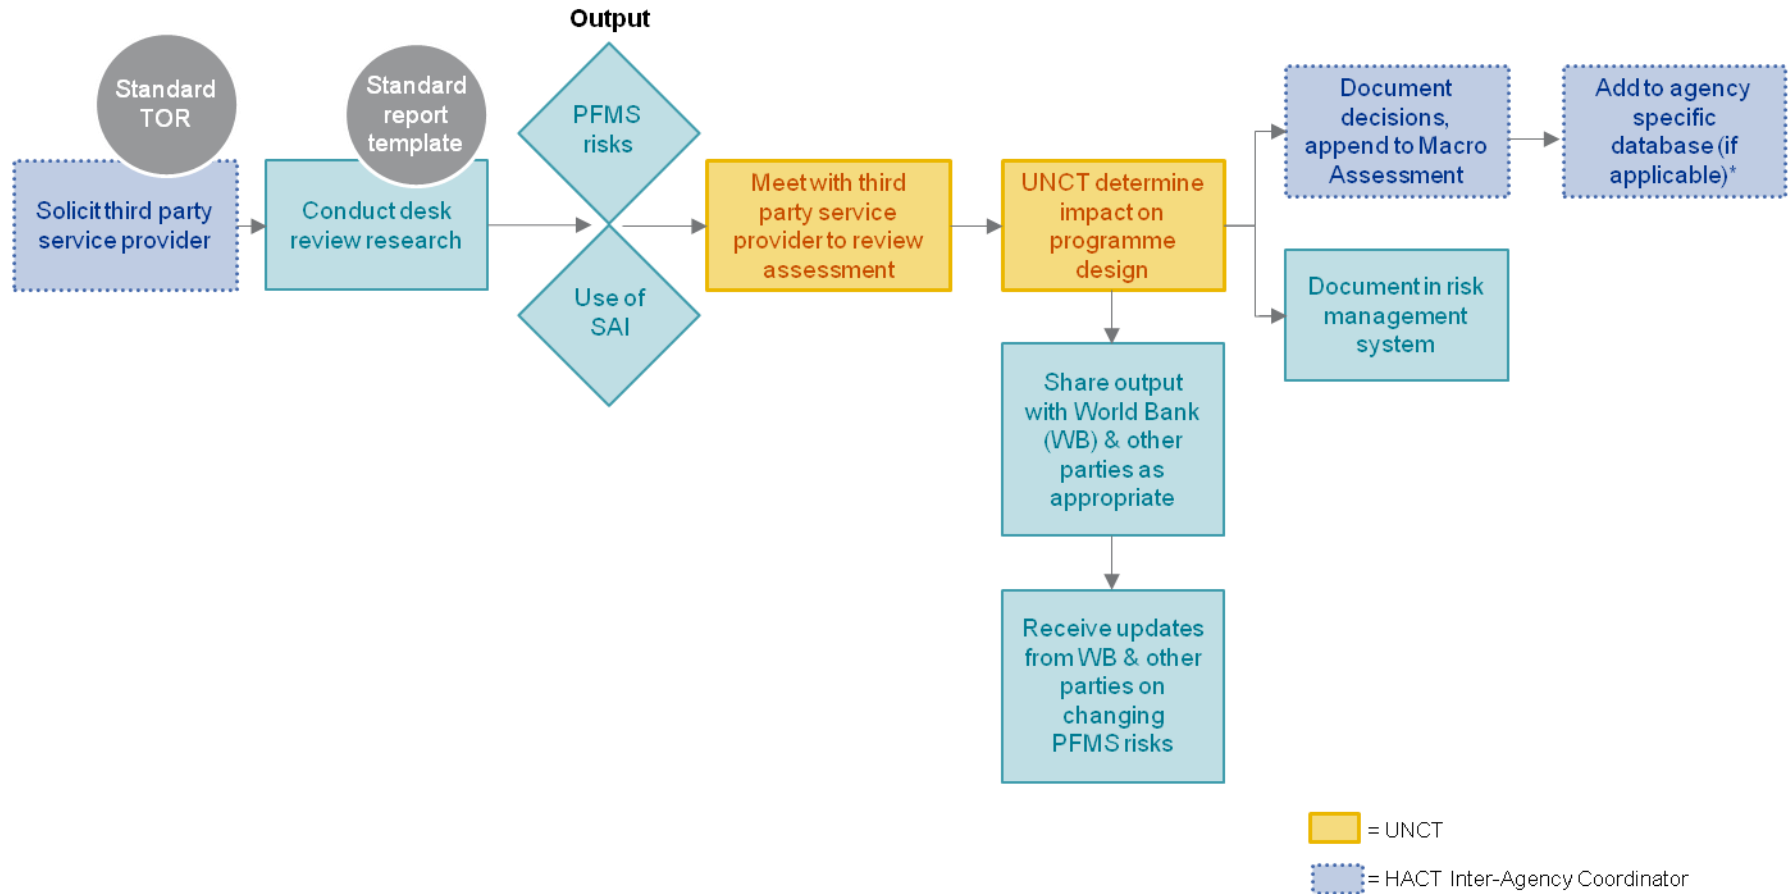 Output
Standard
TOR
Standard
report
template
PFMS
risks
Use of
SAI
Solicit third party
service provider
Conduct desk
review research
Meet with third
party service
provider to review
assessment
UNCT determine
impact on
programme
design
Document
decisions,
append to Macro
Assessment
Add to agency
specific
database (if
applicable)*
Document in risk
management
system
Share output
with World Bank
(WB) & other
parties as
appropriate
Receive updates
from WB & other
parties on
changing
PFMS risks
= UNCT
= HACT Inter-Agency Coordinator